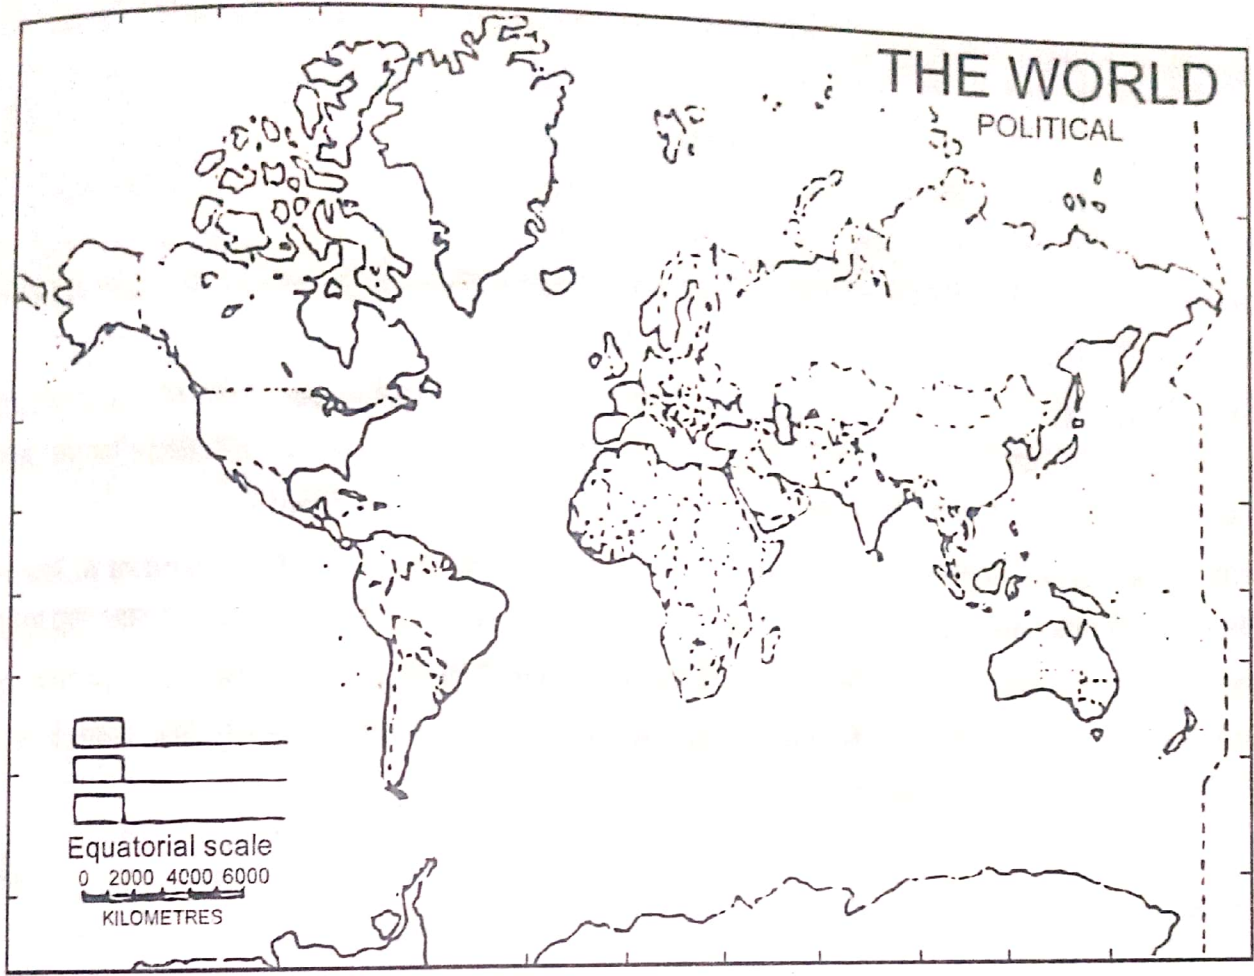 THE WORLD
POLITICAL
Equatorial scale
0 2000 4000 6000
KILOMETRES